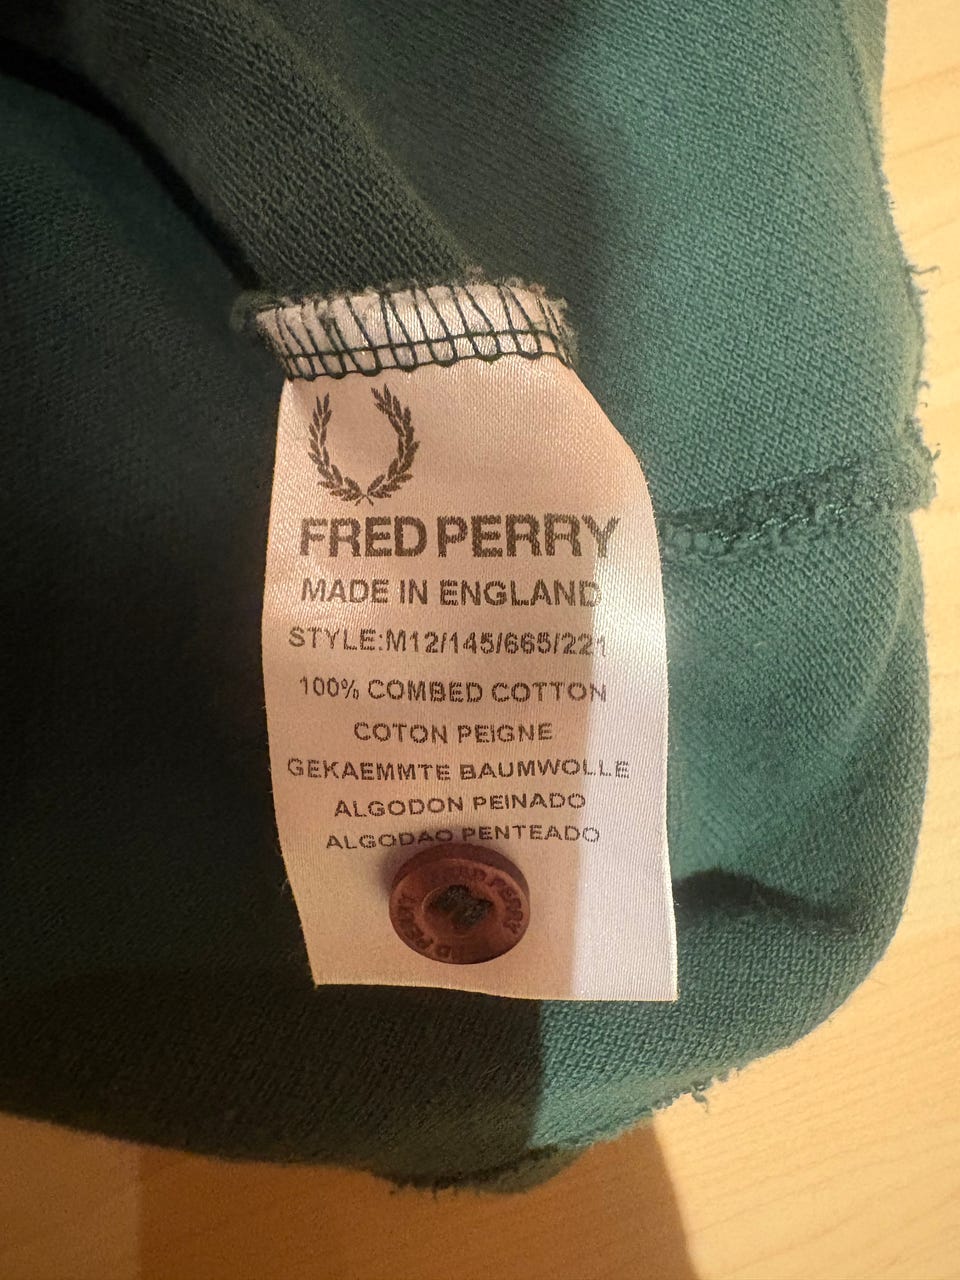 FRED PERRY
MADE IN ENGLAND
STYLE:M12/145/665/221
100% COMBED COTTON
COTON PEIGNE
GEKAEMMTE BAUMWOLLE
ALGODON PEINADO
ALGODAO PENTEADO
FRED PERRY